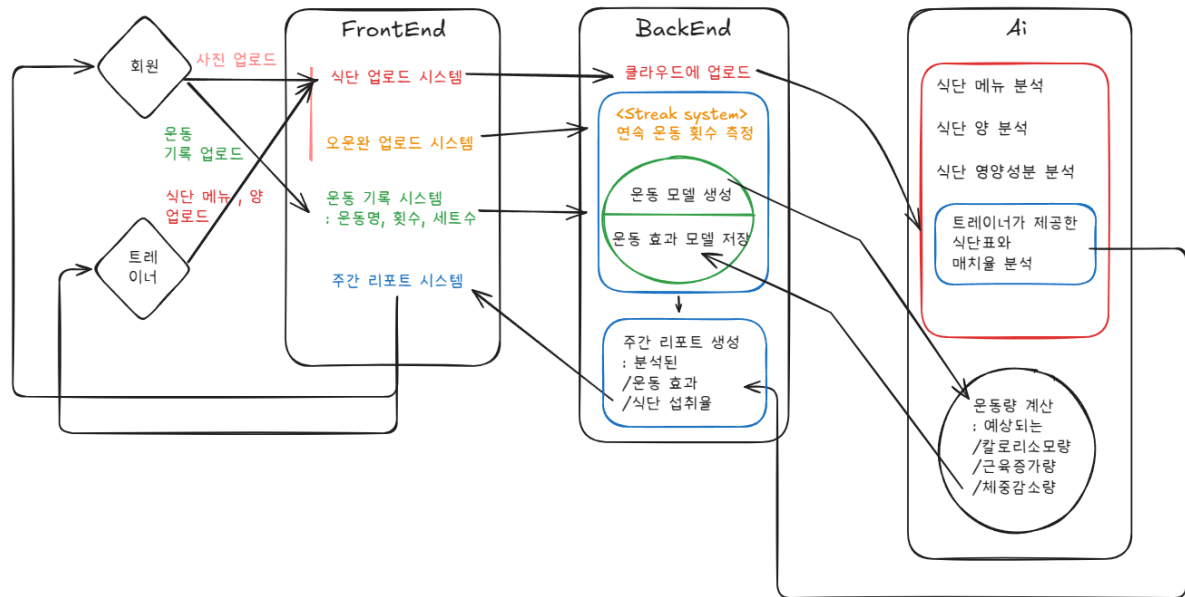 FrontEnd
BackEnd
Ai
회원
사진 업로드
운동
기록 업로드
식단 메뉴 , 양
업로드
트레
이너
식단 업로드 시스템
오문완 업로드 시스템
운동 기록 시스템
: 운동명, 횟수, 세트수
주간 리포트 시스템
클라우드에 업로드
<Streak system>
연속 운동 횟수 측정
운동 모델 생성
운동 효과 모델 저장
주간 리포트 생성
: 분석된
/운동 효과
/식단 섭취율
식단 메뉴 분석
식단 양 분석
식단 영양성분 분석
트레이너가 제공한
식단표와
매치율 분석
운동량 계산
: 예상되는
/칼로리소모량
/근육증가량
/체중감소량